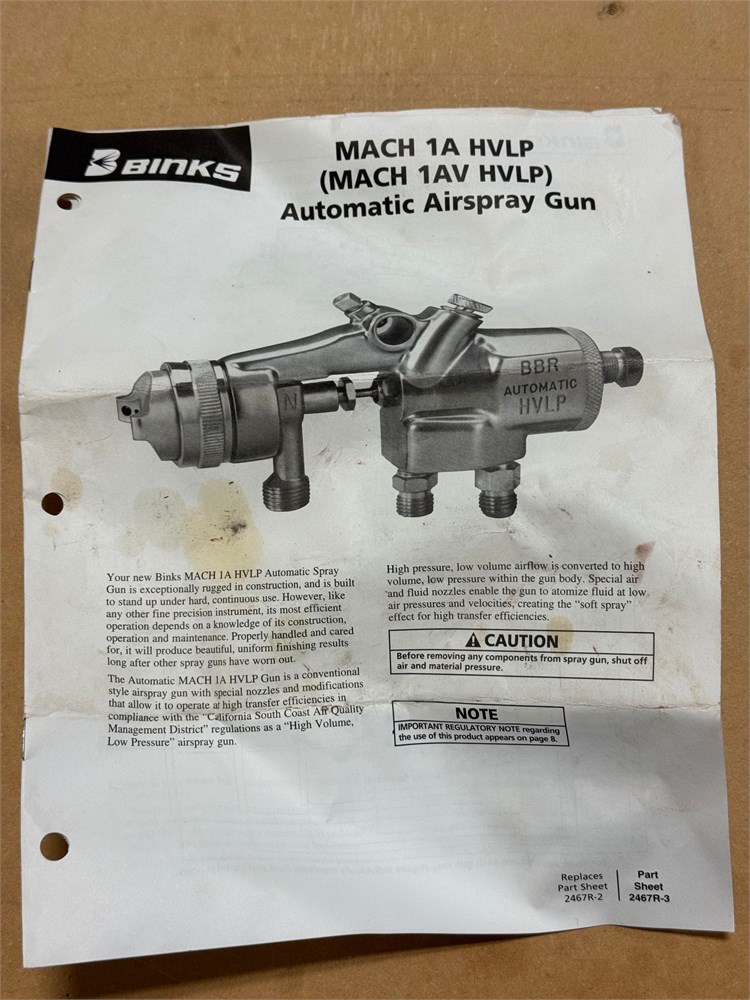 BINKS
MACH 1A HVLP
(MACH 1AV HVLP)
Automatic Airspray Gun
BBR
AUTOMATIC
HVLP
N
Your new Binks MACH 1A HVLP Automatic Spray
Gun is exceptionally rugged in construction, and is built
to stand up under hard, continuous use. However, like
any other fine precision instrument, its most efficient
operation depends on a knowledge of its construction,
operation and maintenance. Properly handled and cared
for, it will produce beautiful, uniform finishing results
long after other spray guns have worn out.
The Automatic MACH 1A HVLP Gun is a conventional
style airspray gun with special nozzles and modifications
that allow it to operate at high transfer efficiencies in
compliance with the "California South Coast Air Quality
Management District" regulations as a "High Volume,
Low Pressure" airspray gun.
High pressure, low volume airflow is converted to high
volume, low pressure within the gun body. Special air
and fluid nozzles enable the gun to atomize fluid at low
air pressures and velocities, creating the "soft spray"
effect for high transfer efficiencies.
CAUTION
Before removing any components from spray gun, shut off
air and material pressure.
NOTE
IMPORTANT REGULATORY NOTE regarding
the use of this product appears on page 8.
Replaces
Part Sheet
2467R-2
Part
Sheet
2467R-3